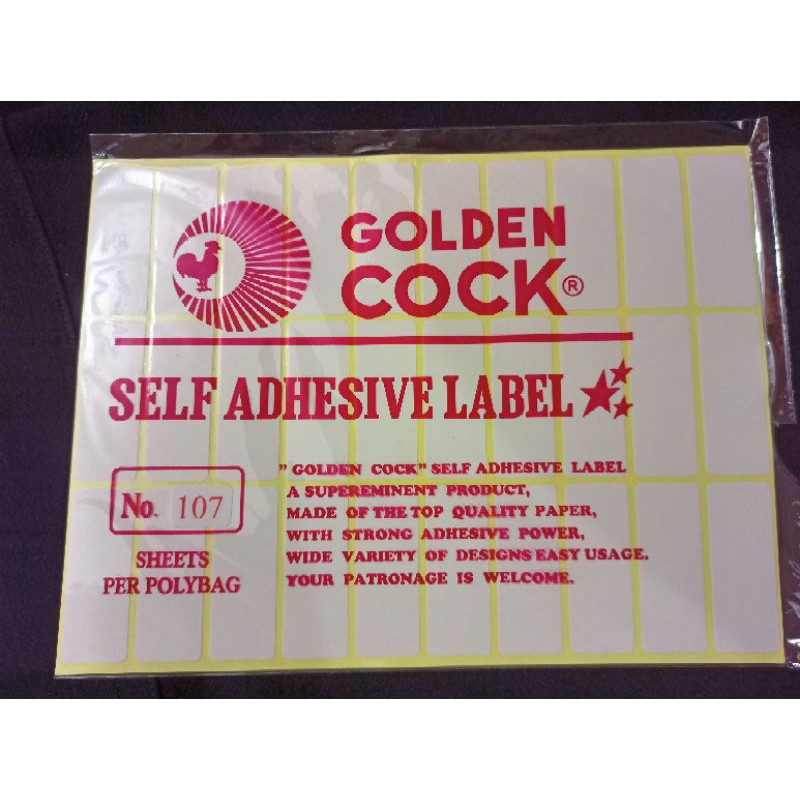 GOLDEN
COCK®
SELF ADHESIVE LABEL
No. 107
SHEETS
PER POLYBAG
" GOLDEN COCK" SELF ADHESIVE LABEL
A SUPEREMINENT PRODUCT,
MADE OF THE TOP QUALITY PAPER,
WITH STRONG ADHESIVE POWER,
WIDE VARIETY OF DESIGNS EASY USAGE.
YOUR PATRONAGE IS WELCOME.